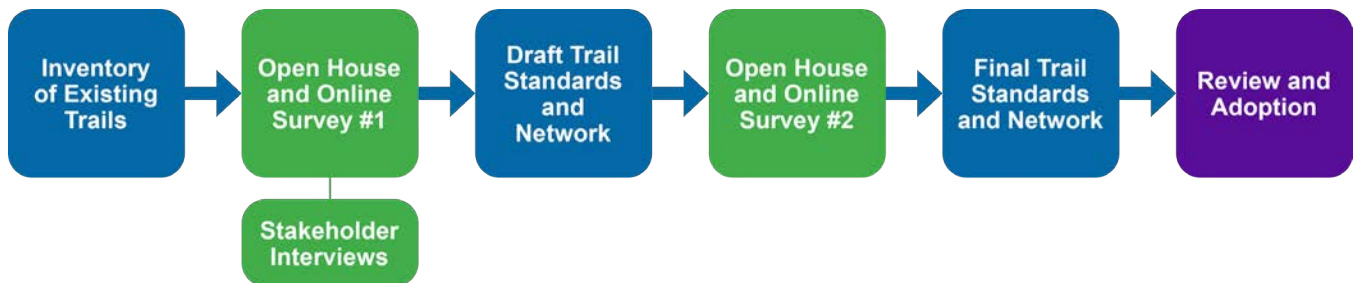 Inventory
of Existing
Trails
Open House
and Online
Survey #1
Stakeholder
Interviews
Draft Trail
Standards
and
Network
Open House
and Online
Survey #2
Final Trail
Standards
and Network
Review and
Adoption